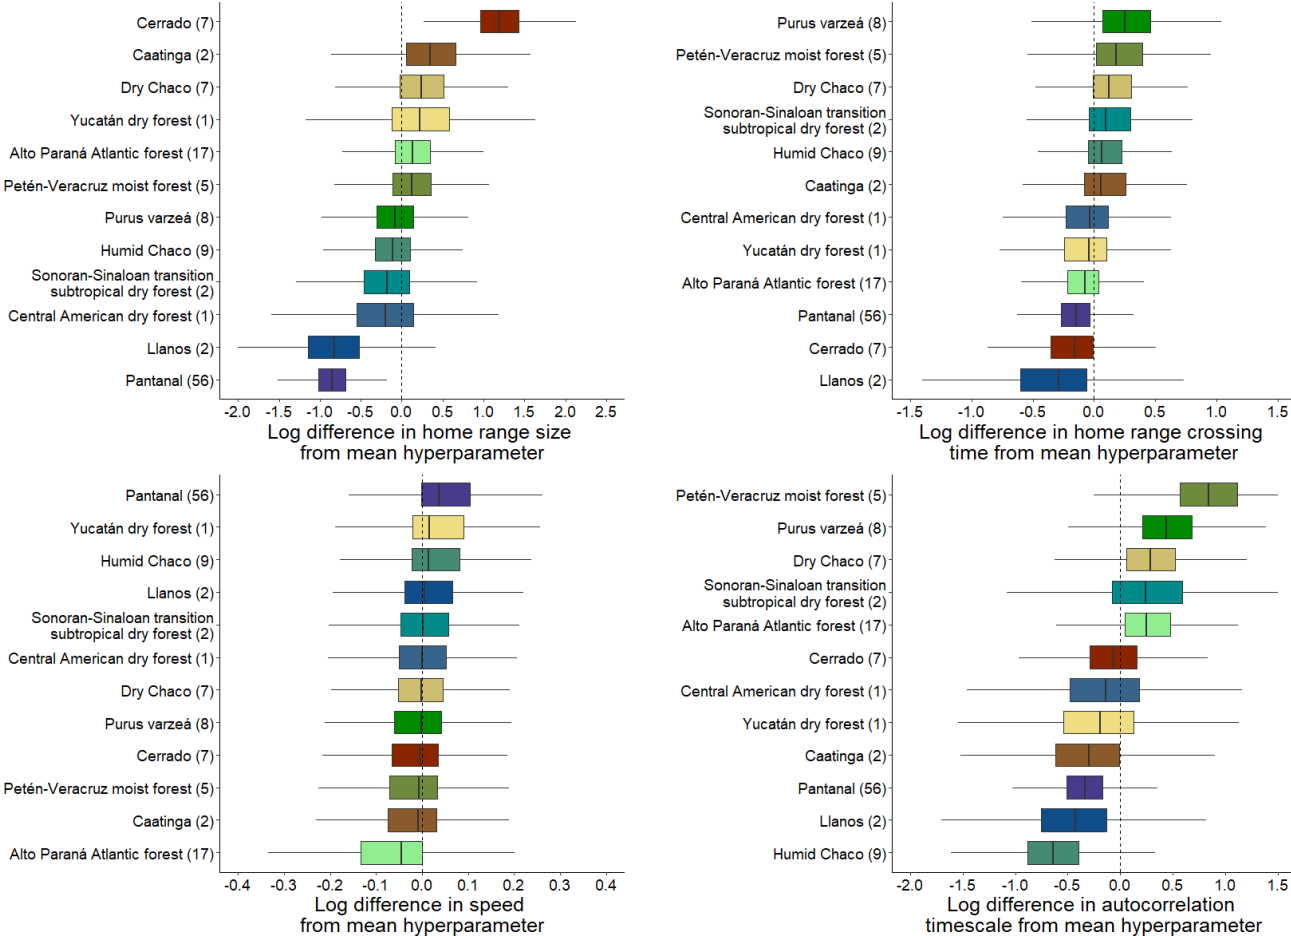 Cerrado (7)
Caatinga (2)
Dry Chaco (7)
Yucatán dry forest (1)
Alto Paraná Atlantic forest (17)
Petén-Veracruz moist forest (5)
Purus varzeá (8)
Humid Chaco (9)
Sonoran-Sinaloan transition
subtropical dry forest (2)
Central American dry forest (1)
Llanos (2)
Pantanal (56)
-2.0 -1.5 -1.0 -0.5 0.0 0.5 1.0 1.5 2.0 2.5
Log difference in home range size
from mean hyperparameter
Purus varzeá (8)
Petén-Veracruz moist forest (5)
Dry Chaco (7)
Sonoran-Sinaloan transition
subtropical dry forest (2)
Humid Chaco (9)
Caatinga (2)
Central American dry forest (1)
Yucatán dry forest (1)
Alto Paraná Atlantic forest (17)
Pantanal (56)
Cerrado (7)
Llanos (2)
-1.5 -1.0 -0.5 0.0 0.5 1.0 1.5
Log difference in home range crossing
time from mean hyperparameter
Pantanal (56)
Yucatán dry forest (1)
Humid Chaco (9)
Llanos (2)
Sonoran-Sinaloan transition
subtropical dry forest (2)
Central American dry forest (1)
Dry Chaco (7)
Purus varzeá (8)
Cerrado (7)
Petén-Veracruz moist forest (5)
Caatinga (2)
Alto Paraná Atlantic forest (17)
-0.4 -0.3 -0.2 -0.1 0.0 0.1 0.2 0.3 0.4
Log difference in speed
from mean hyperparameter
Petén-Veracruz moist forest (5)
Purus varzeá (8)
Dry Chaco (7)
Sonoran-Sinaloan transition
subtropical dry forest (2)
Alto Paraná Atlantic forest (17)
Cerrado (7)
Central American dry forest (1)
Yucatán dry forest (1)
Caatinga (2)
Pantanal (56)
Llanos (2)
Humid Chaco (9)
-2.0 -1.5 -1.0 -0.5 0.0 0.5 1.0 1.5
Log difference in autocorrelation
timescale from mean hyperparameter